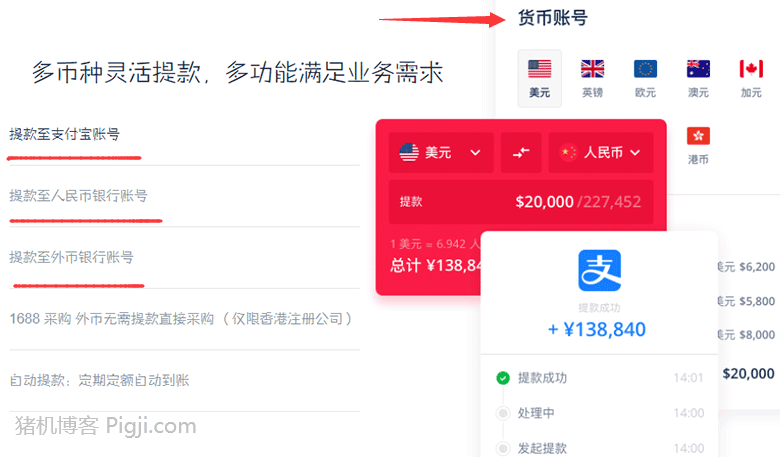 多币种灵活提款，多功能满足业务需求
提款至支付宝账号
提款至人民币银行账号
提款至外币银行账号
1688 采购 外币无需提款直接采购（仅限香港注册公司）
自动提款：定期定额自动到账
猪机博客 Pigji.com
货币账号
美元 英镑 欧元 澳元 加元
港币
美元 人民币
提款 $20,000/227,452
1 美元 = 6.942 人
总计 ¥138,84
支
提款成功
+ ¥138,840
提款成功 14:01
处理中 14:00
发起提款 14:00
美元 $6,200
美元 $5,800
美元 $8,000
$20,000